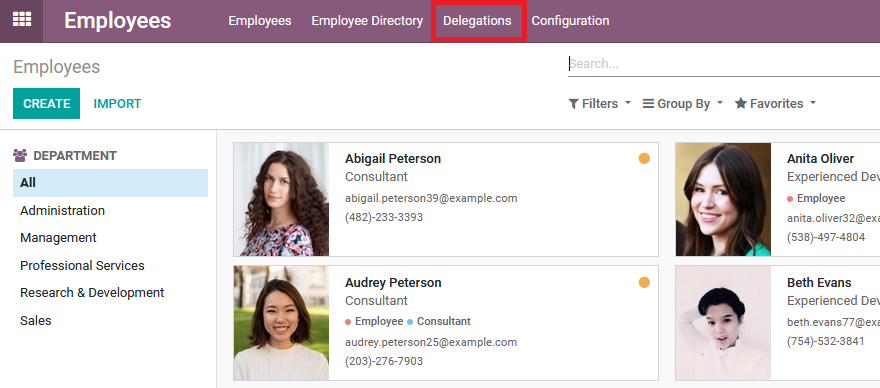 Employees Employees Employee Directory Delegations Configuration
Employees
Search...
CREATE IMPORT
Filters Group By Favorites
DEPARTMENT
All
Administration
Management
Professional Services
Research & Development
Sales
Abigail Peterson
Consultant
abigail.peterson39@example.com
(482)-233-3393
Anita Oliver
Experienced Dev
Employee
anita.oliver32@exa
(538)-497-4804
Audrey Peterson
Consultant
Employee Consultant
audrey.peterson25@example.com
(203)-276-7903
Beth Evans
Experienced Dev
beth.evans77@exa
(754)-532-3841